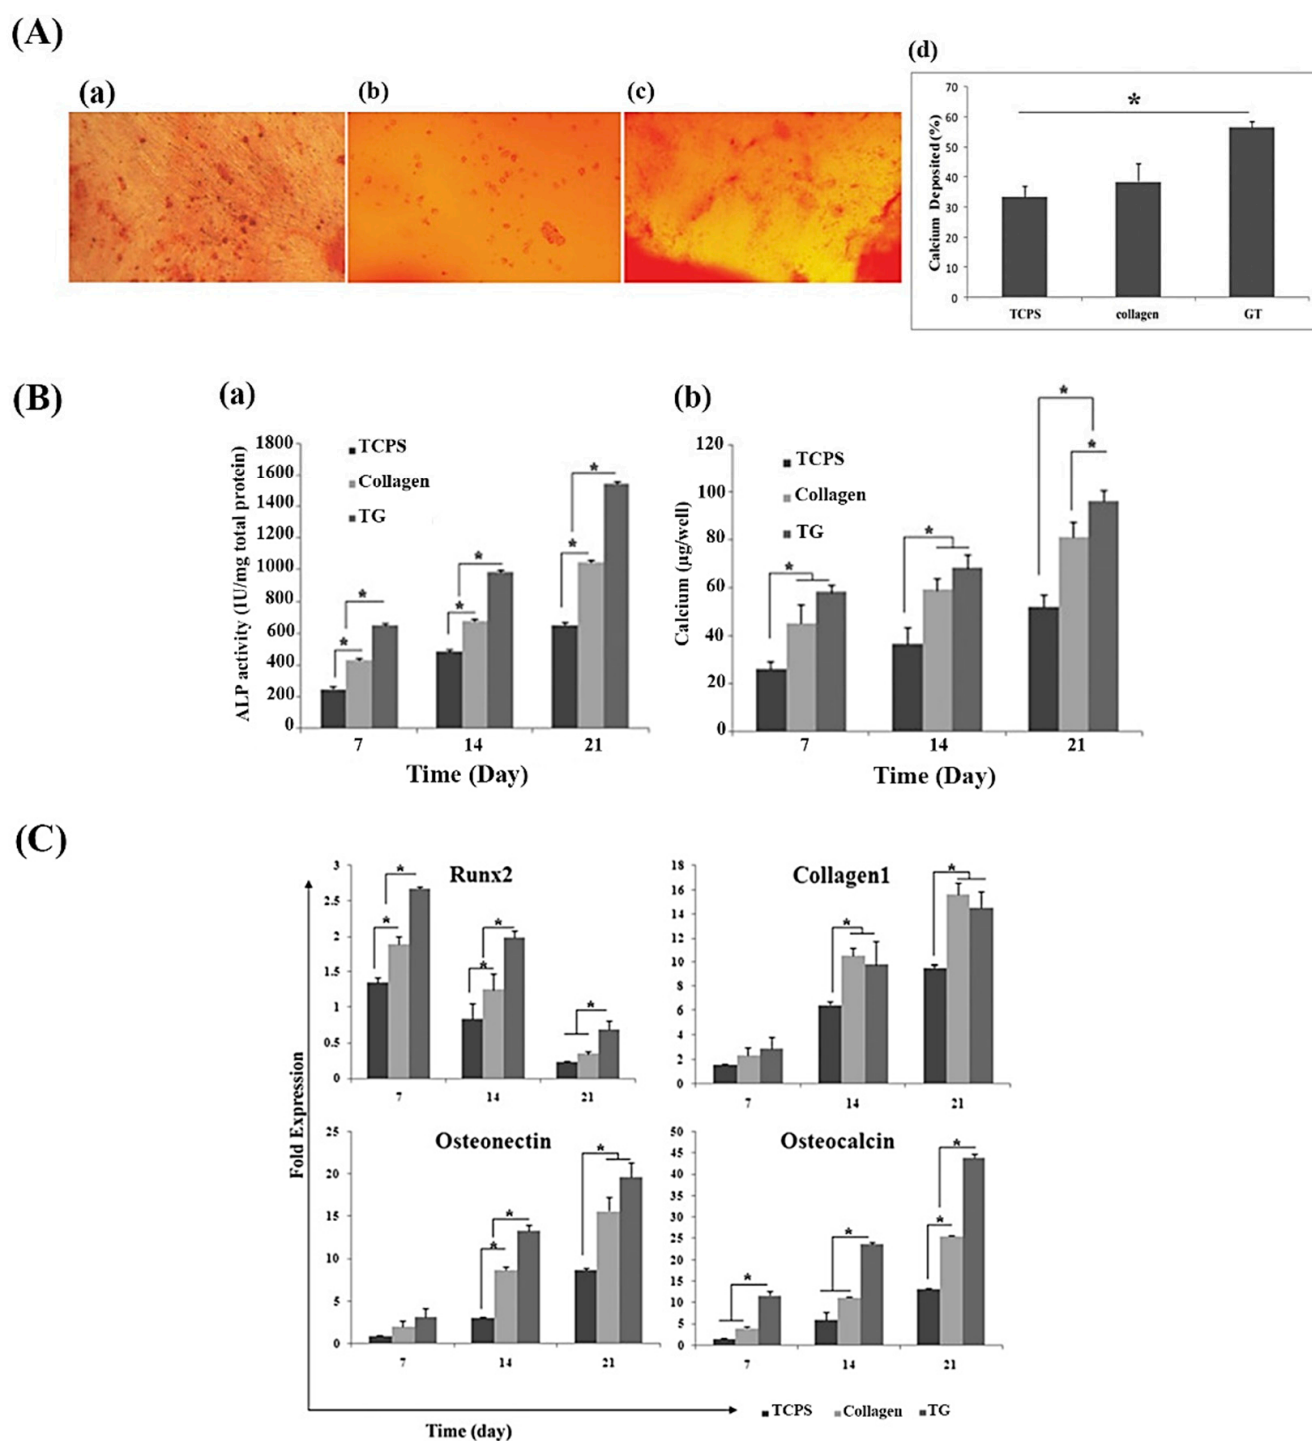 (A)
(a)
(b)
(c)
(d)
70
60
50
40
30
20
10
0
Calcium Deposited (%)
*
TCPS collagen GT
(B)
(a)
1800
1600
1400
1200
1000
800
600
400
200
0
ALP activity (IU/mg total protein)
TCPS
Collagen
TG
* * * * * *
7 14 21
Time (Day)
(b)
120
100
80
60
40
20
0
Calcium (µg/well)
TCPS
Collagen
TG
* * * *
7 14 21
Time (Day)
(C)
Fold Expression
Runx2
3
2.5
2
1.5
1
0.5
0
* * * * *
7 14 21
Collagen1
18
16
14
12
10
8
6
4
2
0
* *
7 14 21
Osteonectin
25
20
15
10
5
0
* * *
7 14 21
Osteocalcin
50
45
40
35
30
25
20
15
10
5
0
* * * *
7 14 21
Time (day)
TCPS Collagen TG